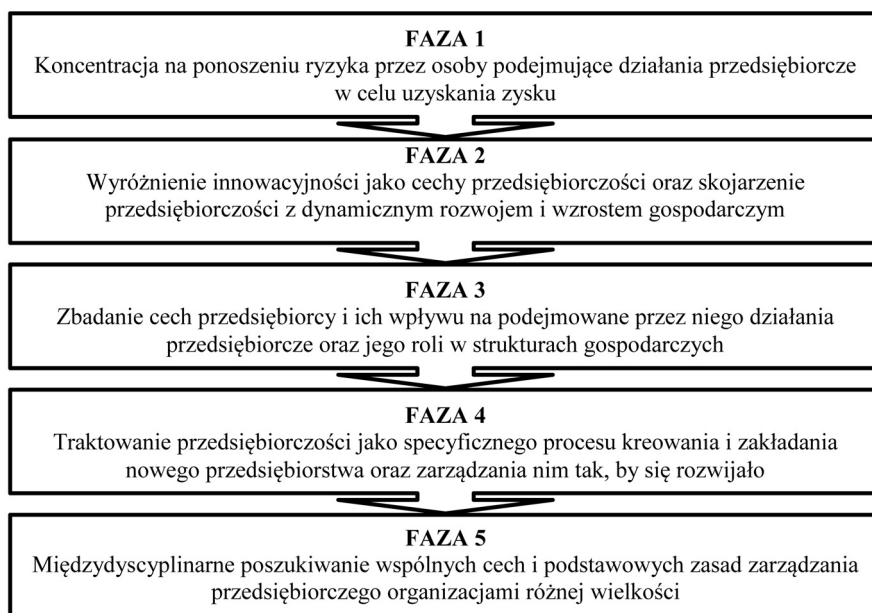 FAZA 1
Koncentracja na ponoszeniu ryzyka przez osoby podejmujące działania przedsiębiorcze
w celu uzyskania zysku
FAZA 2
Wyróżnienie innowacyjności jako cechy przedsiębiorczości oraz skojarzenie
przedsiębiorczości z dynamicznym rozwojem i wzrostem gospodarczym
FAZA 3
Zbadanie cech przedsiębiorcy i ich wpływu na podejmowane przez niego działania
przedsiębiorcze oraz jego roli w strukturach gospodarczych
FAZA 4
Traktowanie przedsiębiorczości jako specyficznego procesu kreowania i zakładania
nowego przedsiębiorstwa oraz zarządzania nim tak, by się rozwijało
FAZA 5
Międzydyscyplinarne poszukiwanie wspólnych cech i podstawowych zasad zarządzania
przedsiębiorczego organizacjami różnej wielkości